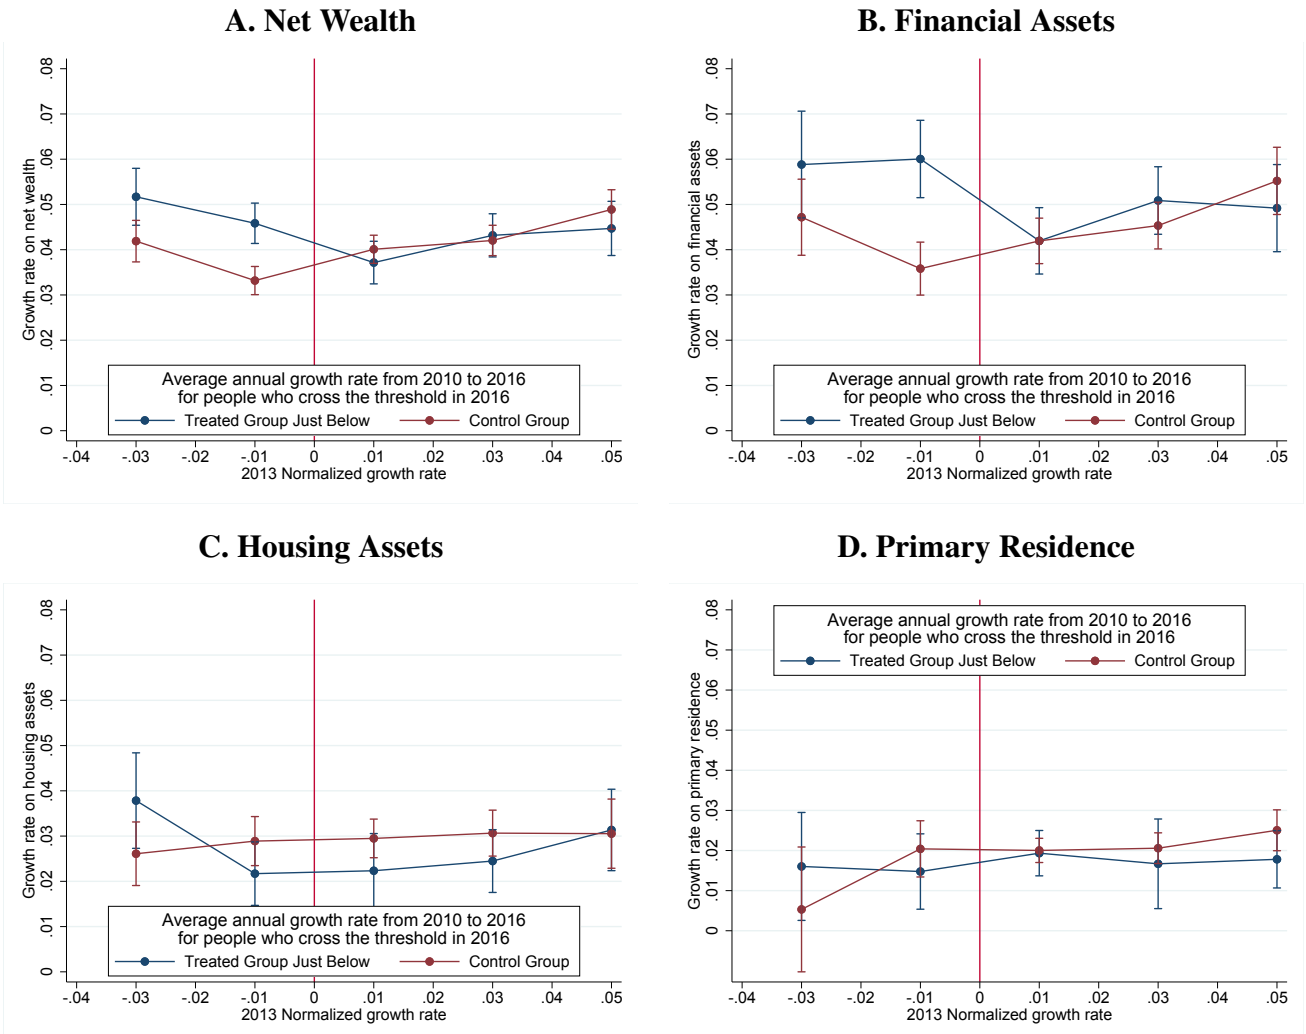 A. Net Wealth
Growth rate on net wealth
.08
.07
.06
.05
.04
.03
.02
.01
0
Average annual growth rate from 2010 to 2016
for people who cross the threshold in 2016
Treated Group Just Below Control Group
-.04 -.03 -.02 -.01 0 .01 .02 .03 .04 .05
2013 Normalized growth rate
B. Financial Assets
Growth rate on financial assets
.08
.07
.06
.05
.04
.03
.02
.01
0
Average annual growth rate from 2010 to 2016
for people who cross the threshold in 2016
Treated Group Just Below Control Group
-.04 -.03 -.02 -.01 0 .01 .02 .03 .04 .05
2013 Normalized growth rate
C. Housing Assets
Growth rate on housing assets
.08
.07
.06
.05
.04
.03
.02
.01
0
Average annual growth rate from 2010 to 2016
for people who cross the threshold in 2016
Treated Group Just Below Control Group
-.04 -.03 -.02 -.01 0 .01 .02 .03 .04 .05
2013 Normalized growth rate
D. Primary Residence
Average annual growth rate from 2010 to 2016
for people who cross the threshold in 2016
Treated Group Just Below Control Group
Growth rate on primary residence
.08
.07
.06
.05
.04
.03
.02
.01
0
-.04 -.03 -.02 -.01 0 .01 .02 .03 .04 .05
2013 Normalized growth rate